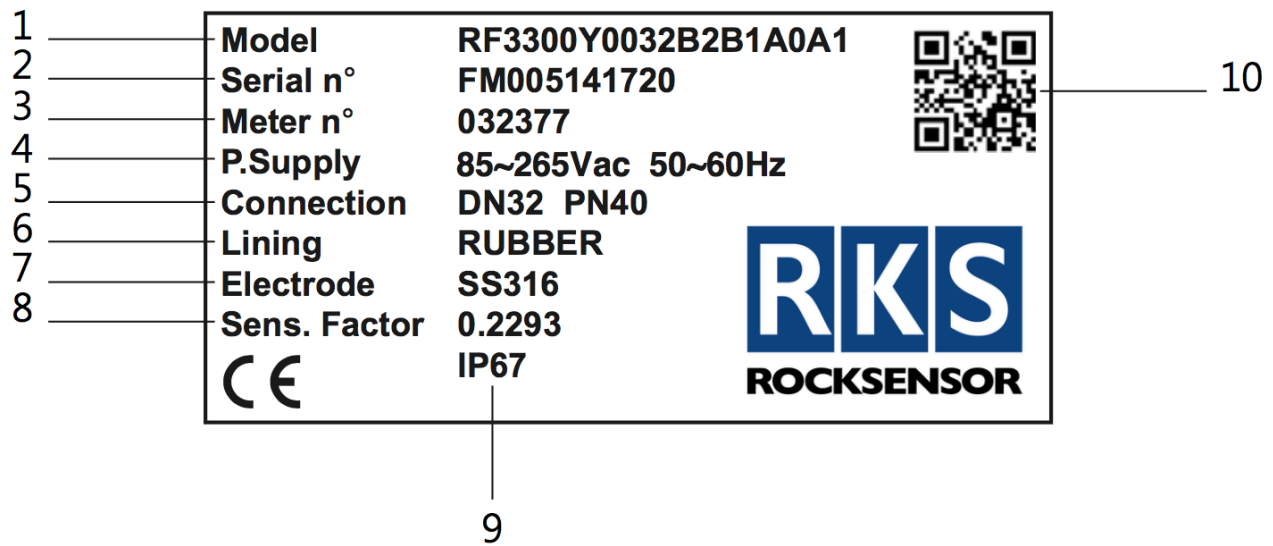 1 Model RF3300Y0032B2B1A0A1
2 Serial n° FM005141720
3 Meter n° 032377
4 P.Supply 85~265Vac 50~60Hz
5 Connection DN32 PN40
6 Lining RUBBER
7 Electrode SS316
8 Sens. Factor 0.2293
CE IP67
10
RKS
ROCKSENSOR
9